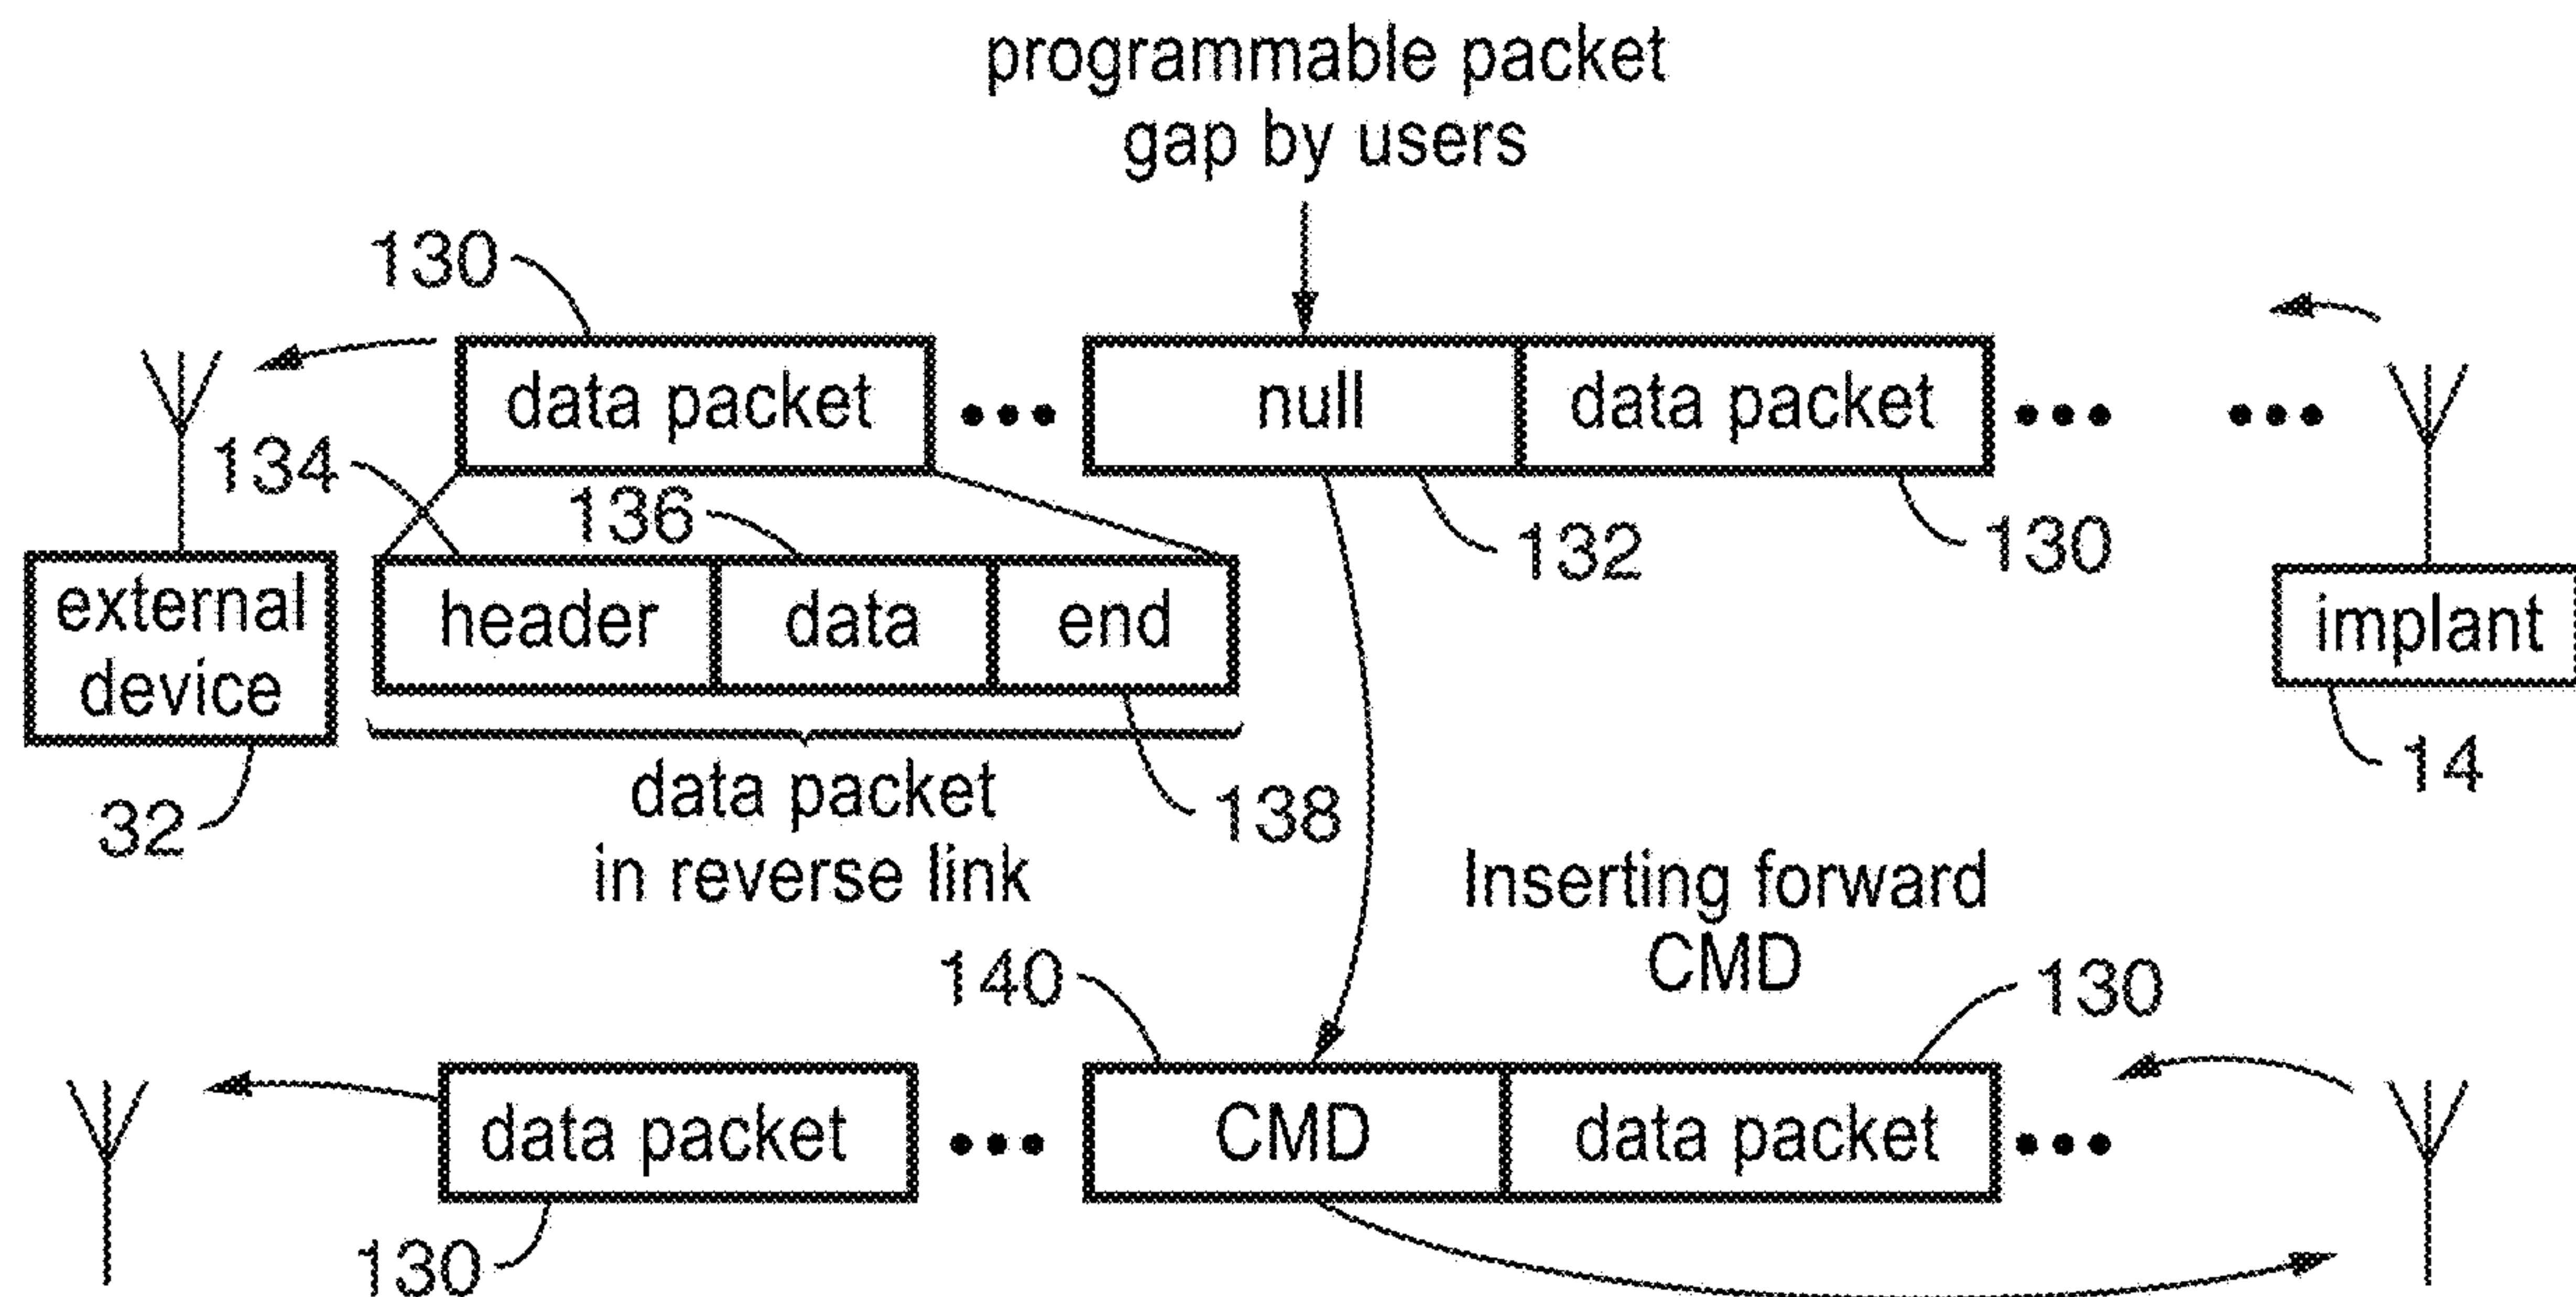 programmable packet
gap by users
130
data packet
null
data packet
134
136
132
130
external
device
header
data
end
implant
32
data packet
in reverse link
138
14
Inserting forward
CMD
140
130
CMD
data packet
data packet
130